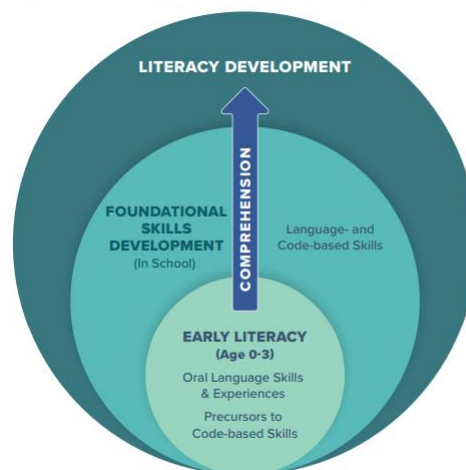 LITERACY DEVELOPMENT
COMPREHENSION
FOUNDATIONAL
SKILLS
DEVELOPMENT
(In School)
Language- and
Code-based Skills
EARLY LITERACY
(Age 0-3)
Oral Language Skills
& Experiences
Precursors to
Code-based Skills